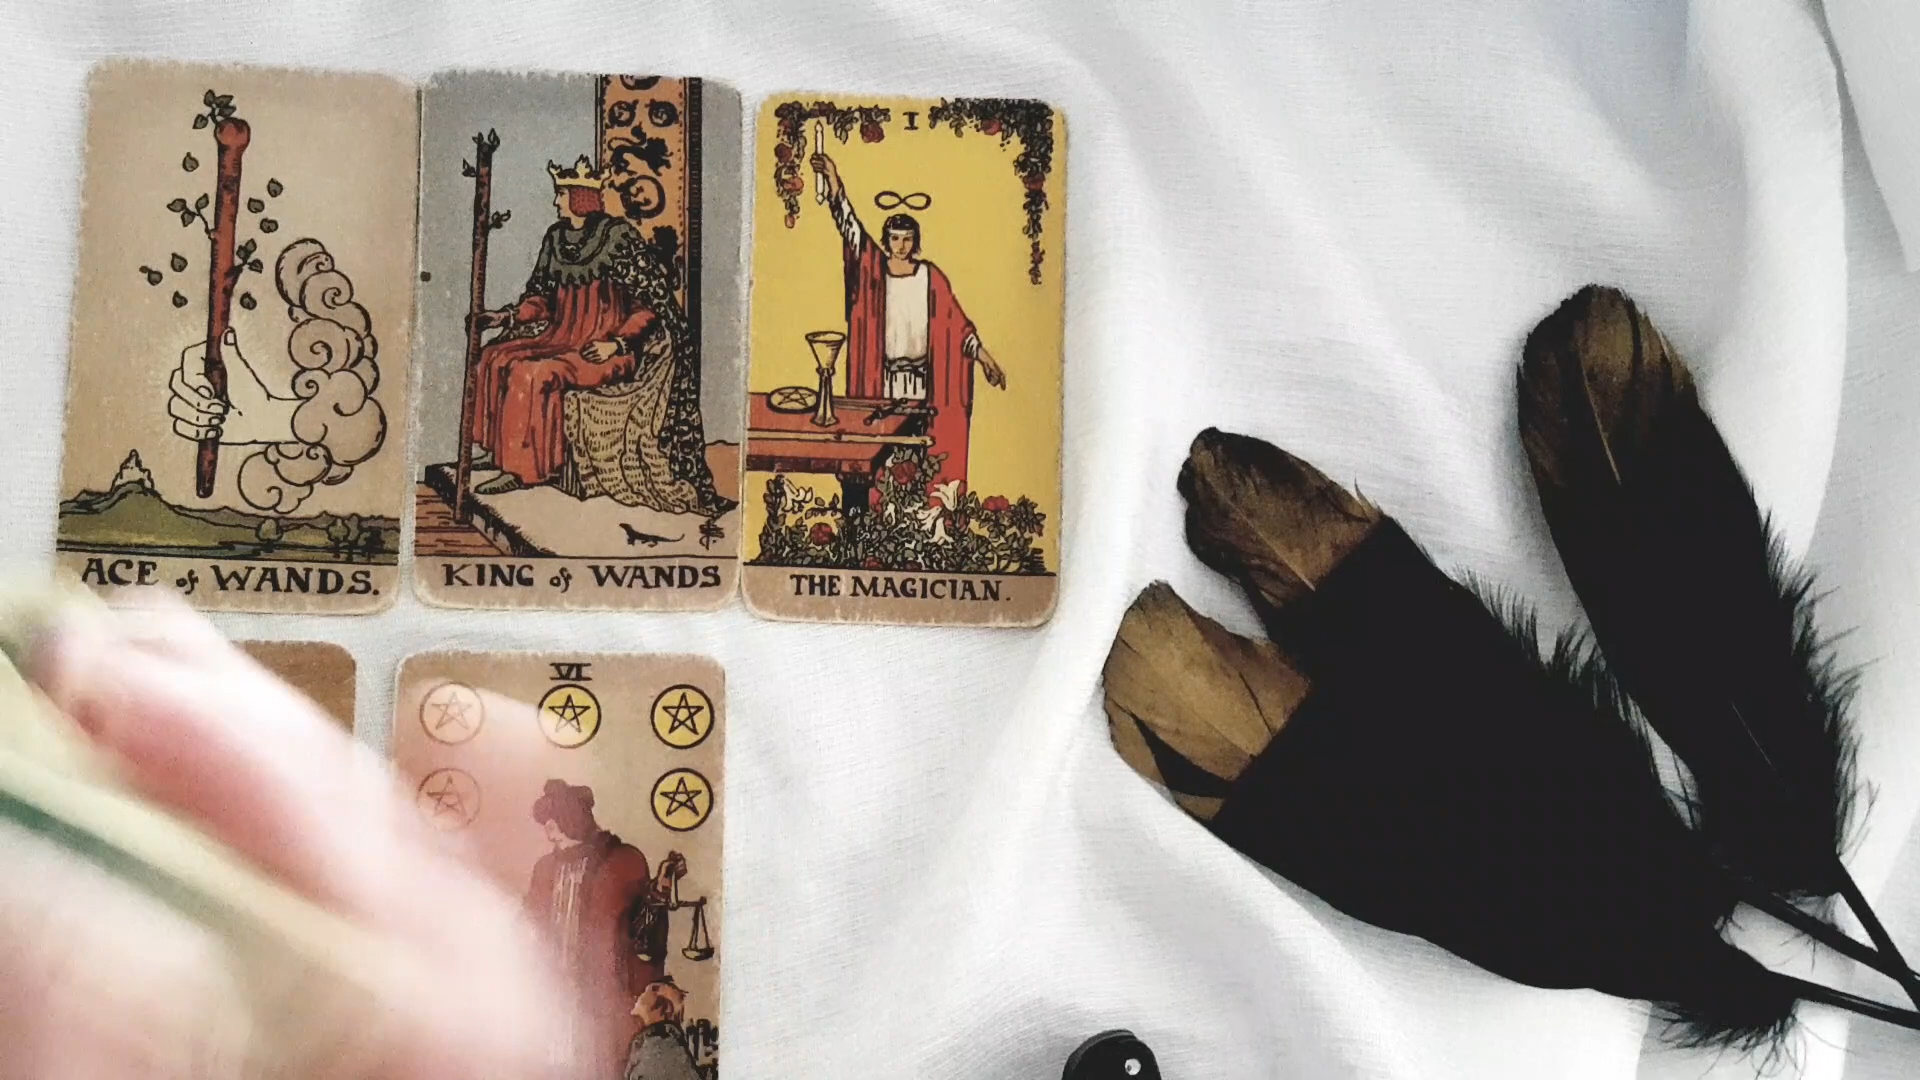 I
ACE of WANDS.
KING of WANDS
THE MAGICIAN.
VI